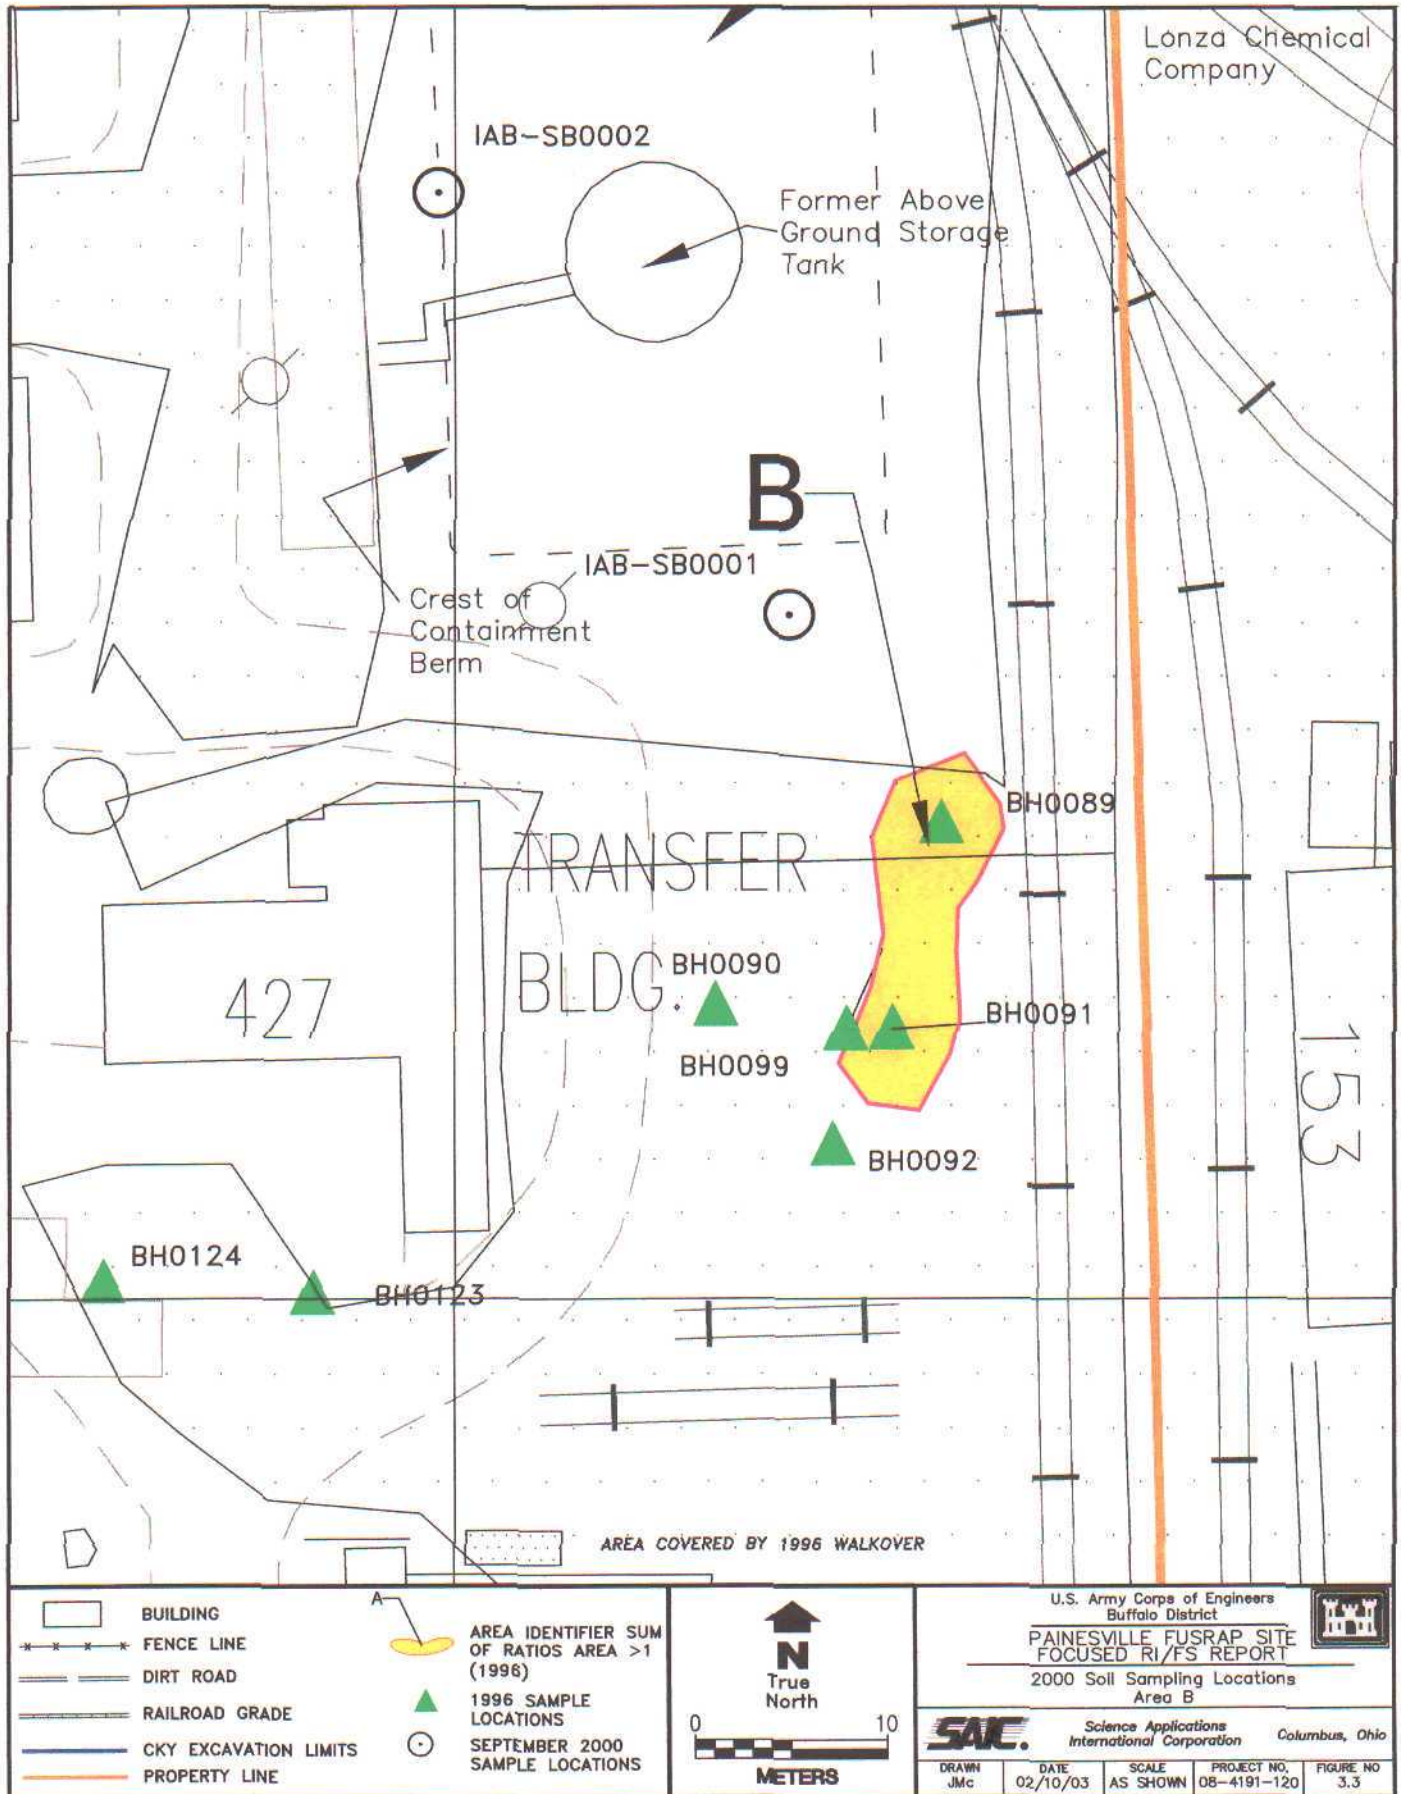 Lonza Chemical
Company
IAB-SB0002
Former Above
Ground Storage
Tank
B
IAB-SB0001
Crest of
Containment
Berm
BH0089
TRANSFER
BLDG.
427
BH0090
BH0091
BH0099
153
BH0092
BH0124
BH0123
AREA COVERED BY 1996 WALKOVER
BUILDING
FENCE LINE
DIRT ROAD
RAILROAD GRADE
CKY EXCAVATION LIMITS
PROPERTY LINE
A
AREA IDENTIFIER SUM
OF RATIOS AREA >1
(1996)
1996 SAMPLE
LOCATIONS
SEPTEMBER 2000
SAMPLE LOCATIONS
N
True
North
0 10
METERS
U.S. Army Corps of Engineers
Buffalo District
PAINESVILLE FUSRAP SITE
FOCUSED RI/FS REPORT
2000 Soil Sampling Locations
Area B
SAIC.
Science Applications
International Corporation
Columbus, Ohio
DRAWN
JMc
DATE
02/10/03
SCALE
AS SHOWN
PROJECT NO.
08-4191-120
FIGURE NO
3.3